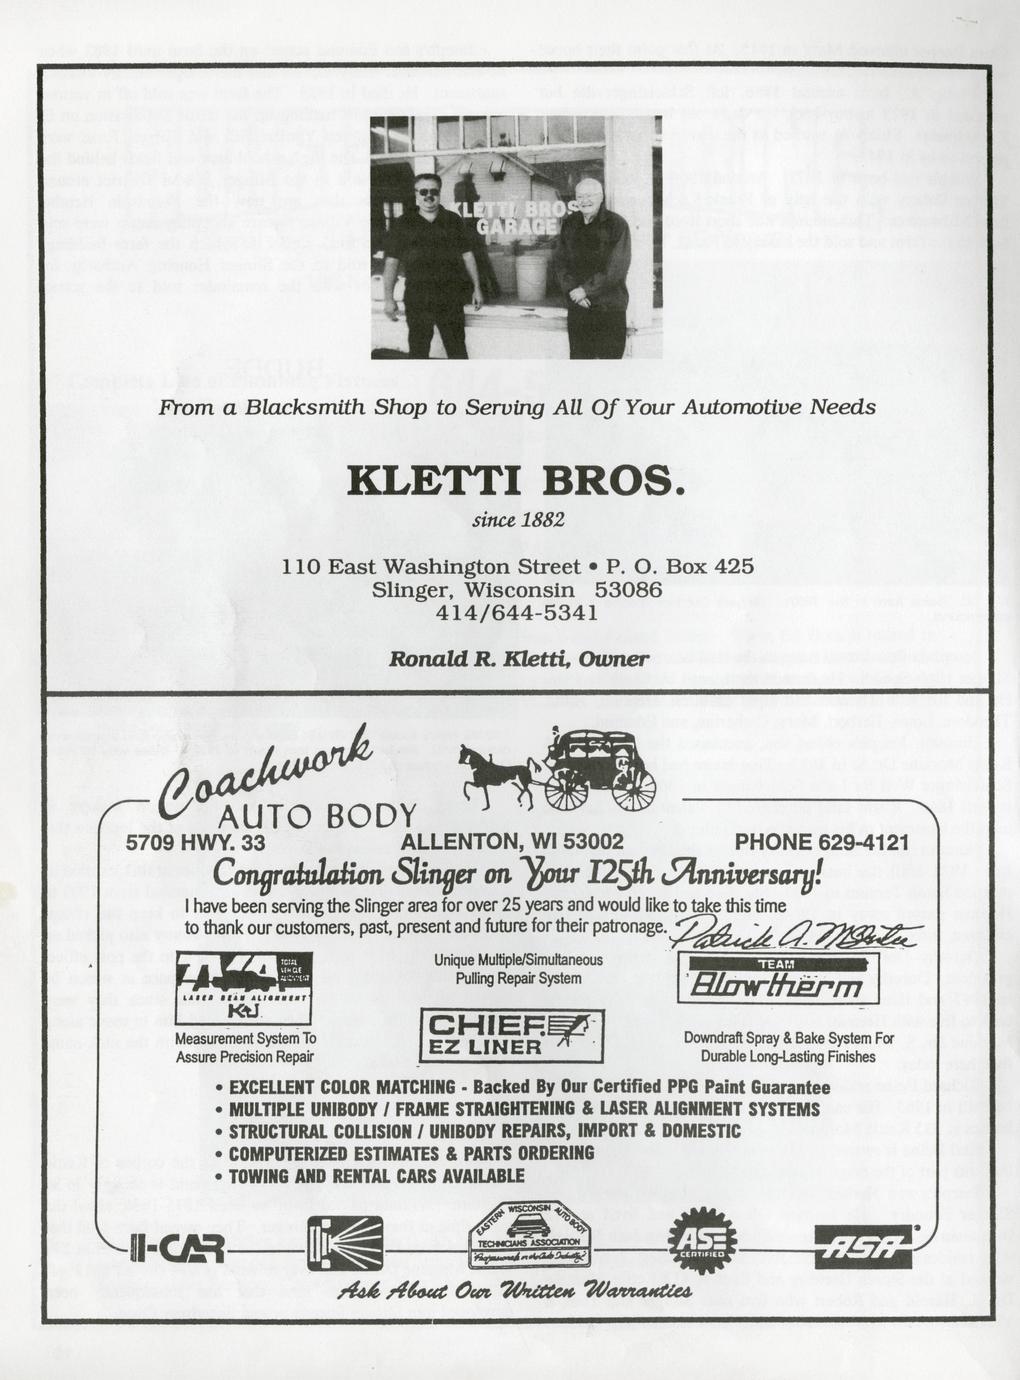 KLETTI BROS
GARAGE
From a Blacksmith Shop to Serving All Of Your Automotive Needs
KLETTI BROS.
since 1882
110 East Washington Street • P. O. Box 425
Slinger, Wisconsin 53086
414/644-5341
Ronald R. Kletti, Owner
Coachwork
AUTO BODY
5709 HWY. 33 ALLENTON, WI 53002 PHONE 629-4121
Congratulation Slinger on Your 125th Anniversary!
I have been serving the Slinger area for over 25 years and would like to take this time
to thank our customers, past, present and future for their patronage.
Patrick A.
TOTAL
VEHICLE
ALIGNMENT
LASER BEAM ALIGNMENT
Measurement System To
Assure Precision Repair
Unique Multiple/Simultaneous
Pulling Repair System
CHIEF
EZ LINER
TEAM
Blowtherm
Downdraft Spray & Bake System For
Durable Long-Lasting Finishes
• EXCELLENT COLOR MATCHING - Backed By Our Certified PPG Paint Guarantee
• MULTIPLE UNIBODY / FRAME STRAIGHTENING & LASER ALIGNMENT SYSTEMS
• STRUCTURAL COLLISION / UNIBODY REPAIRS, IMPORT & DOMESTIC
• COMPUTERIZED ESTIMATES & PARTS ORDERING
• TOWING AND RENTAL CARS AVAILABLE
I-CAR
EASTERN WISCONSIN AUTO BODY
TECHNICIANS ASSOCIATION
ASE
CERTIFIED
ASA
Ask About Our Written Warranties